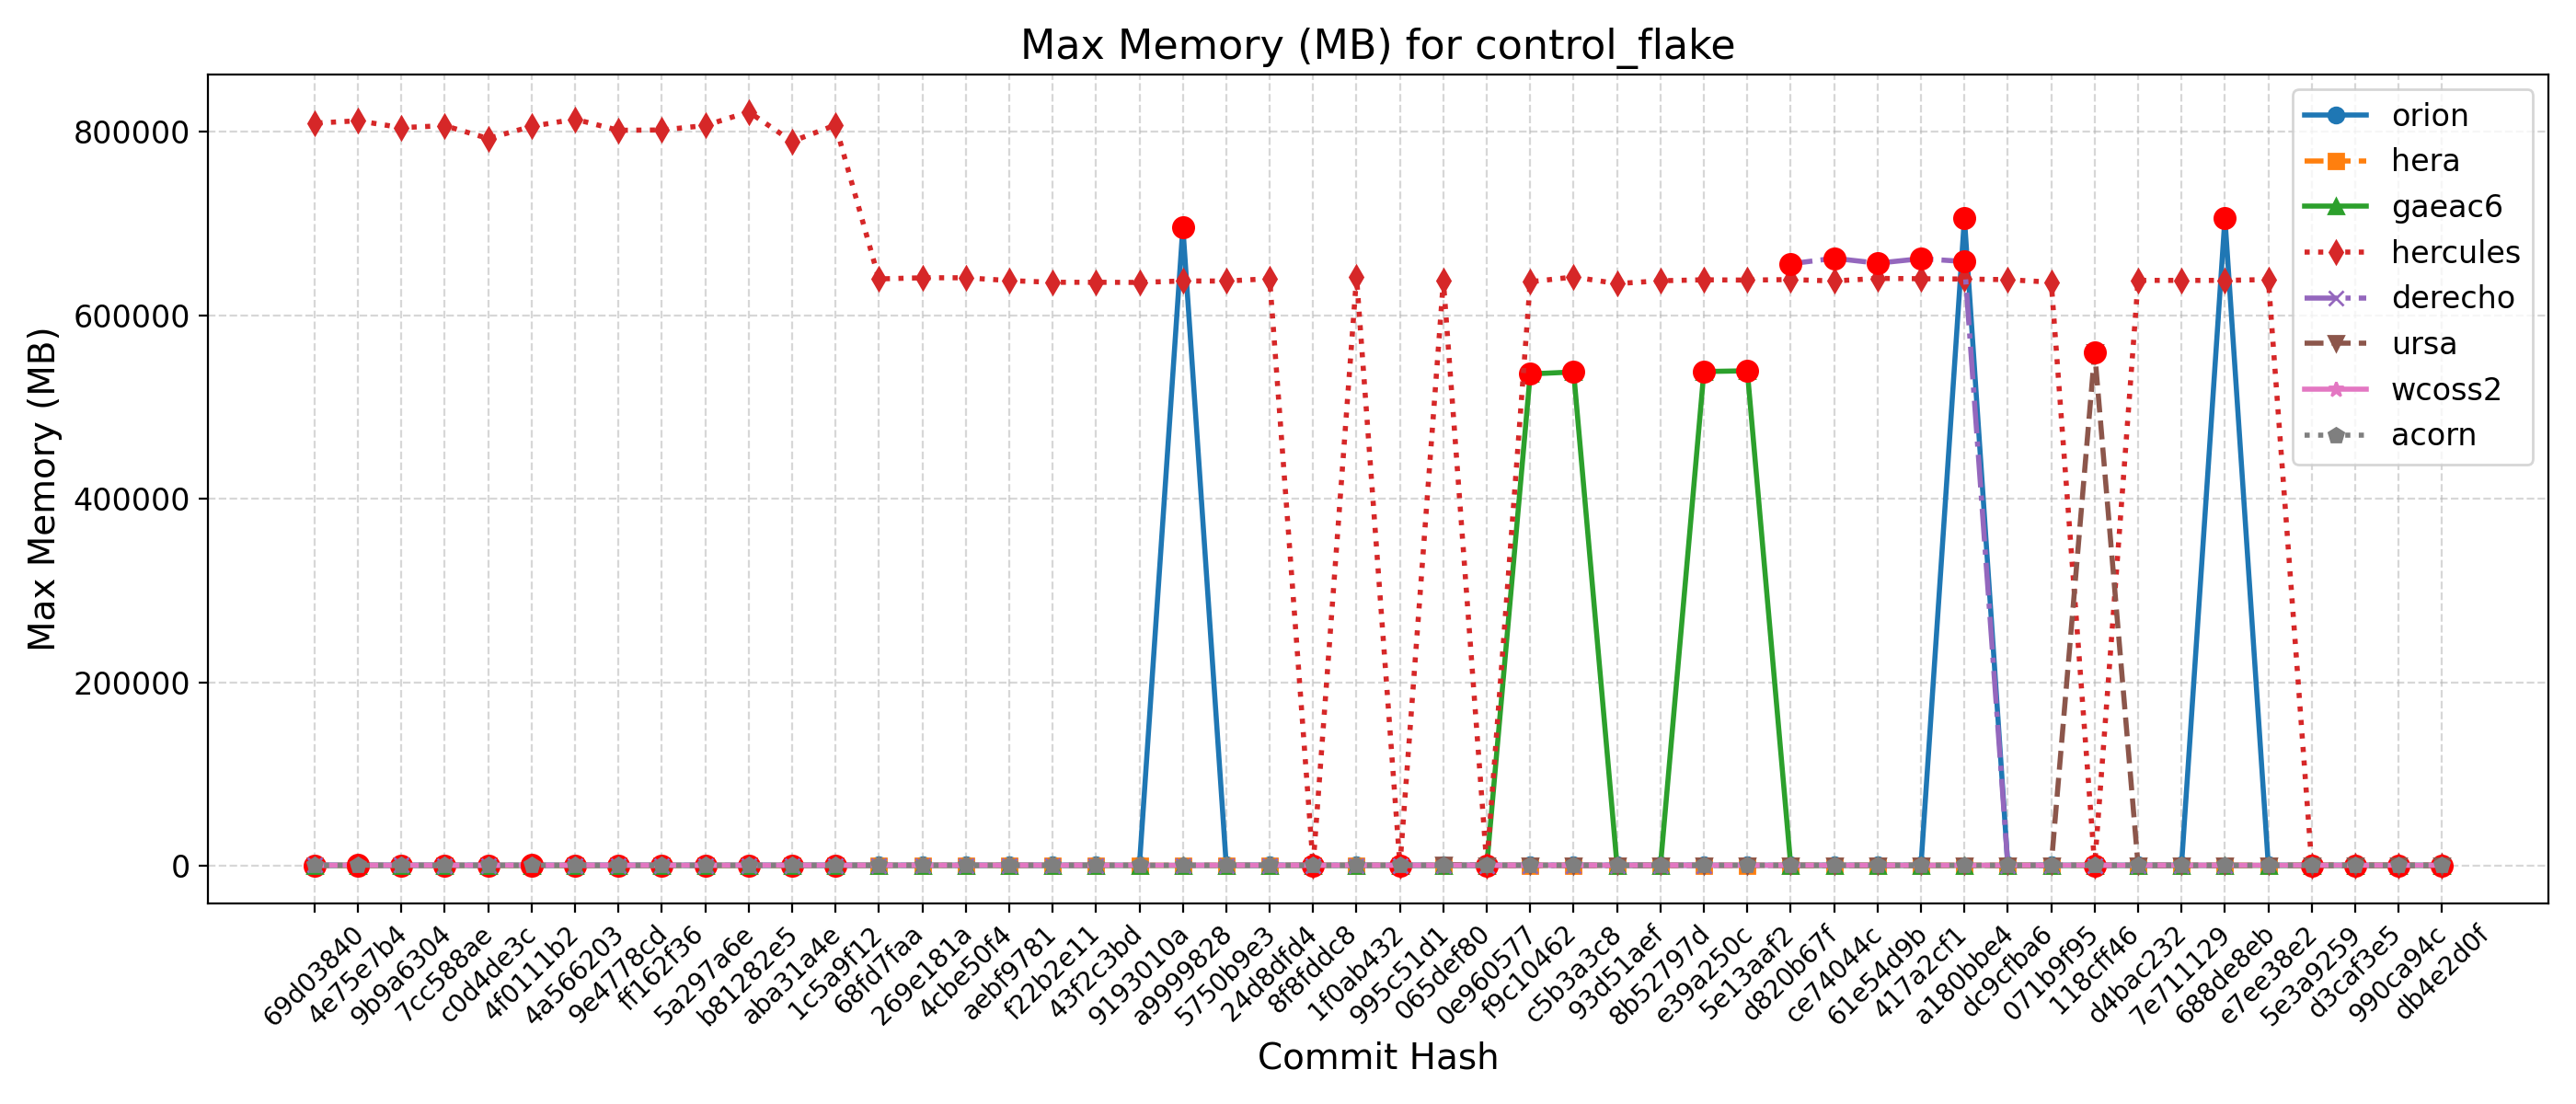 Max Memory (MB) for control_flake
Max Memory (MB)
800000
600000
400000
200000
0
orion
hera
gaeac6
hercules
derecho
ursa
wcoss2
acorn
69d03840
4e75e7b4
9b9a6304
7cc588ae
c0d4de3c
4f0111b2
4a566203
9e4778cd
ff162f36
5a297a6e
b81282e5
aba31a4e
1c5a9f12
68fd7faa
269e181a
4cbe50f4
aebf9781
f22b2e11
43f2c3bd
9193010a
a9999828
5750b9e3
24d8dfd4
8f8fddc8
1f0ab432
995c51d1
065def80
0e960577
f9c10462
c5b3a3c8
93d51aef
8b52797d
e39a250c
5e13aaf2
d820b67f
ce74044c
61e54d9b
417a2cf1
a180bbe4
dc9cfba6
071b9f95
118cff46
d4bac232
7e711129
688de8eb
e7ee38e2
5e3a9259
d3caf3e5
990ca94c
db4e2d0f
Commit Hash